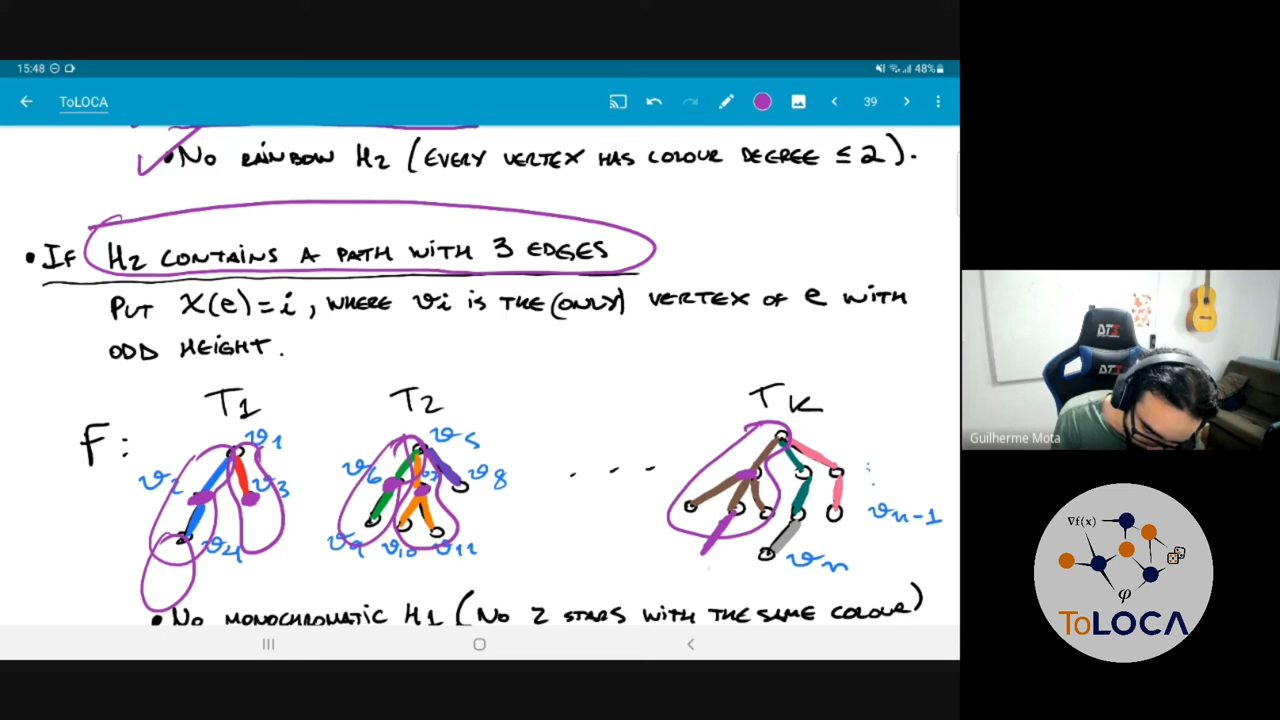 15:48
48%
ToLOCA
39
• No RAINBOW H2 (EVERY VERTEX HAS COLOUR DEGREE ≤ 2).
• IF H2 CONTAINS A PATH WITH 3 EDGES
PUT χ(e) = i, WHERE vi IS THE (ONLY) VERTEX OF e WITH
ODD HEIGHT.
T1 T2 TK
F:
v1 v5
v2 v3 v6 v8
. . .
v4 v9 v10 v11 vn-1
vn
• No MONOCHROMATIC H1 (No 2 STARS WITH THE SAME COLOUR)
Guilherme Mota
DT3
∇f(x)
φ
ToLOCA